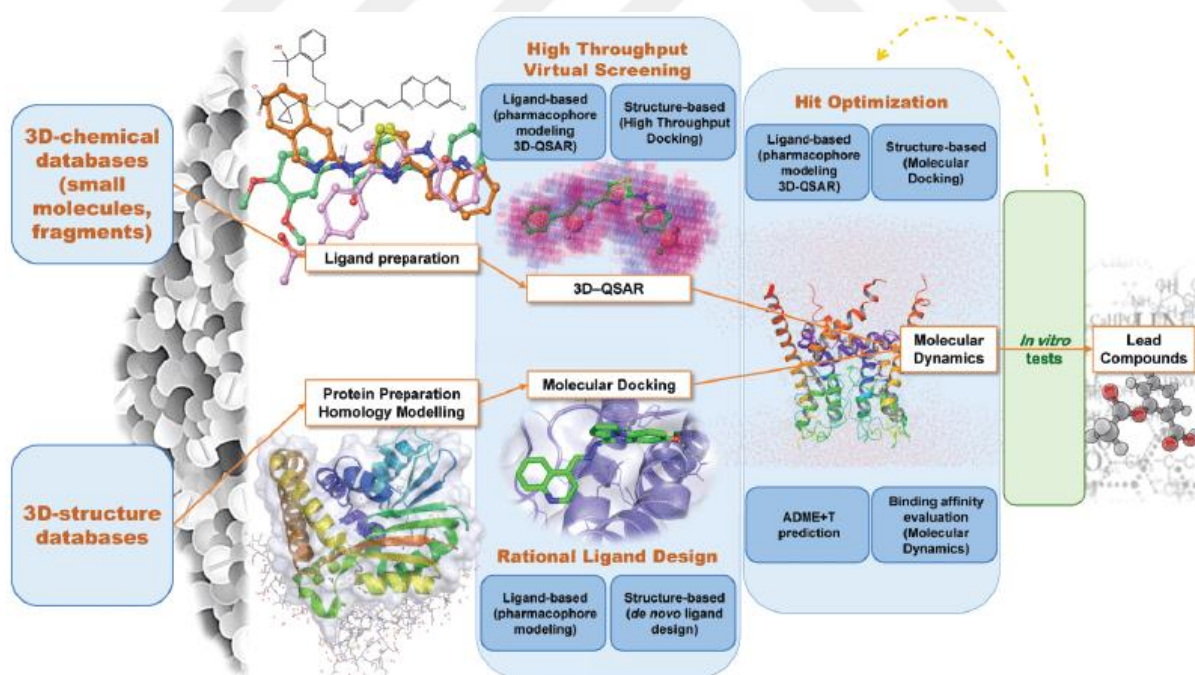 3D-chemical
databases
(small
molecules,
fragments)
3D-structure
databases
Ligand preparation
Protein Preparation
Homology Modelling
High Throughput
Virtual Screening
Ligand-based
(pharmacophore
modeling
3D-QSAR)
Structure-based
(High Throughput
Docking)
3D–QSAR
Molecular Docking
Rational Ligand Design
Ligand-based
(pharmacophore
modeling)
Structure-based
(de novo ligand
design)
Hit Optimization
Ligand-based
(pharmacophore
modeling
3D-QSAR)
Structure-based
(Molecular
Docking)
Molecular
Dynamics
ADME+T
prediction
Binding affinity
evaluation
(Molecular
Dynamics)
In vitro
tests
Lead
Compounds